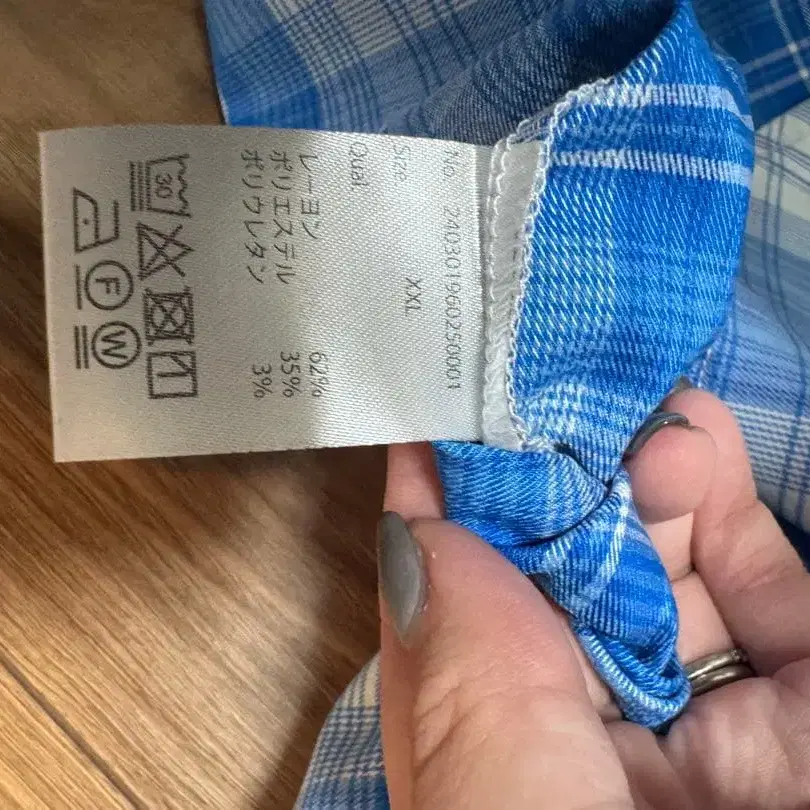 No. 2403019602500001
Size XXL
Qual
レーヨン 62%
ポリエステル 35%
ポリウレタン 3%
30
F
W